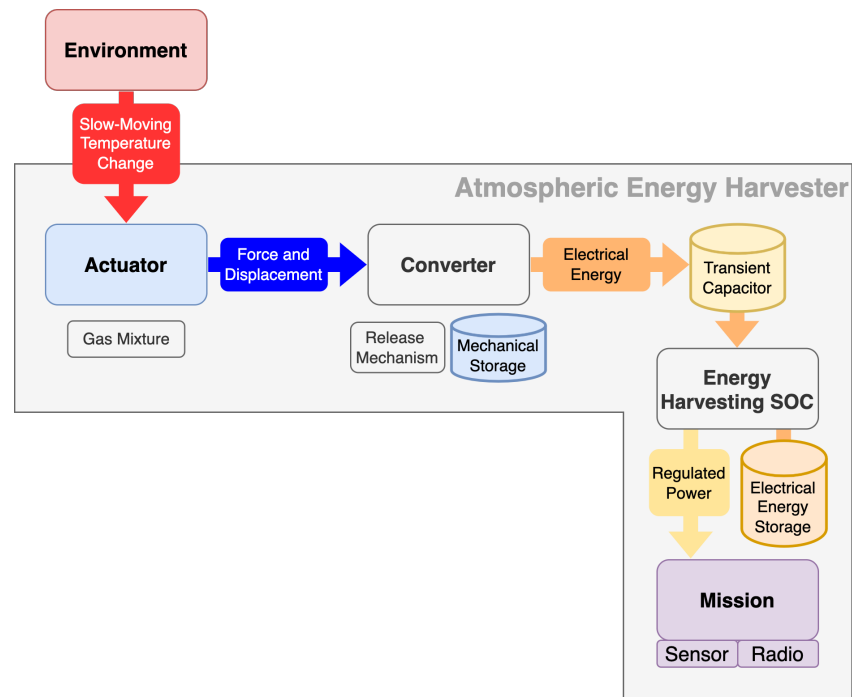 Environment
Slow-Moving
Temperature
Change
Atmospheric Energy Harvester
Actuator
Force and
Displacement
Converter
Electrical
Energy
Transient
Capacitor
Gas Mixture
Release
Mechanism
Mechanical
Storage
Energy
Harvesting SOC
Regulated
Power
Electrical
Energy
Storage
Mission
Sensor
Radio